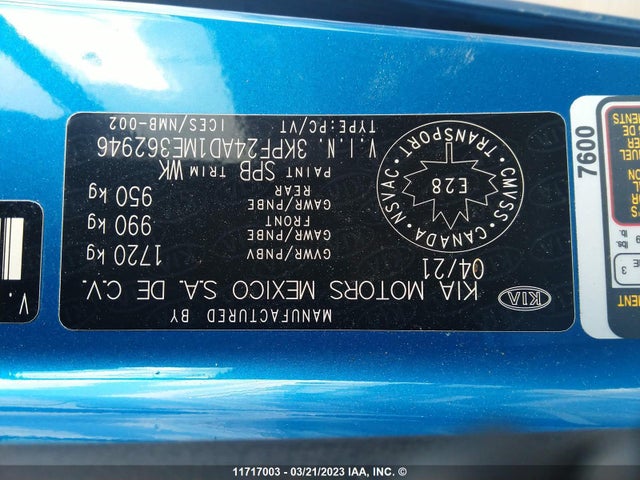 MANUFACTURED BY
KIA KIA MOTORS MEXICO S.A. DE C.V.
04/21
GVWR/PNBV 1720 kg
GAWR/PNBE
FRONT 990 kg
GAWR/PNBE
REAR 950 kg
PAINT SPB TRIM WK
V.I.N. 3KPF24AD1ME362946
TYPE:PC/VT
ICES/NMB-002
CMVSS · CANADA · NSVAC · TRANSPORT
E28
7600
3
V.
11717003 - 03/21/2023 IAA, Inc. ©